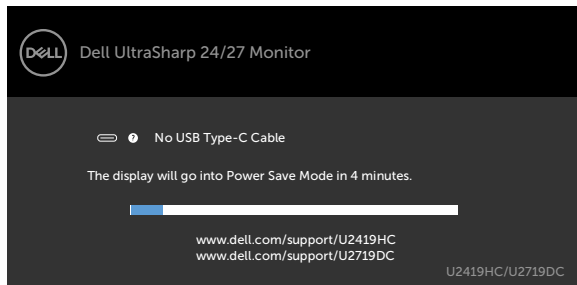 DELL
Dell UltraSharp 24/27 Monitor
? No USB Type-C Cable
The display will go into Power Save Mode in 4 minutes.
www.dell.com/support/U2419HC
www.dell.com/support/U2719DC
U2419HC/U2719DC